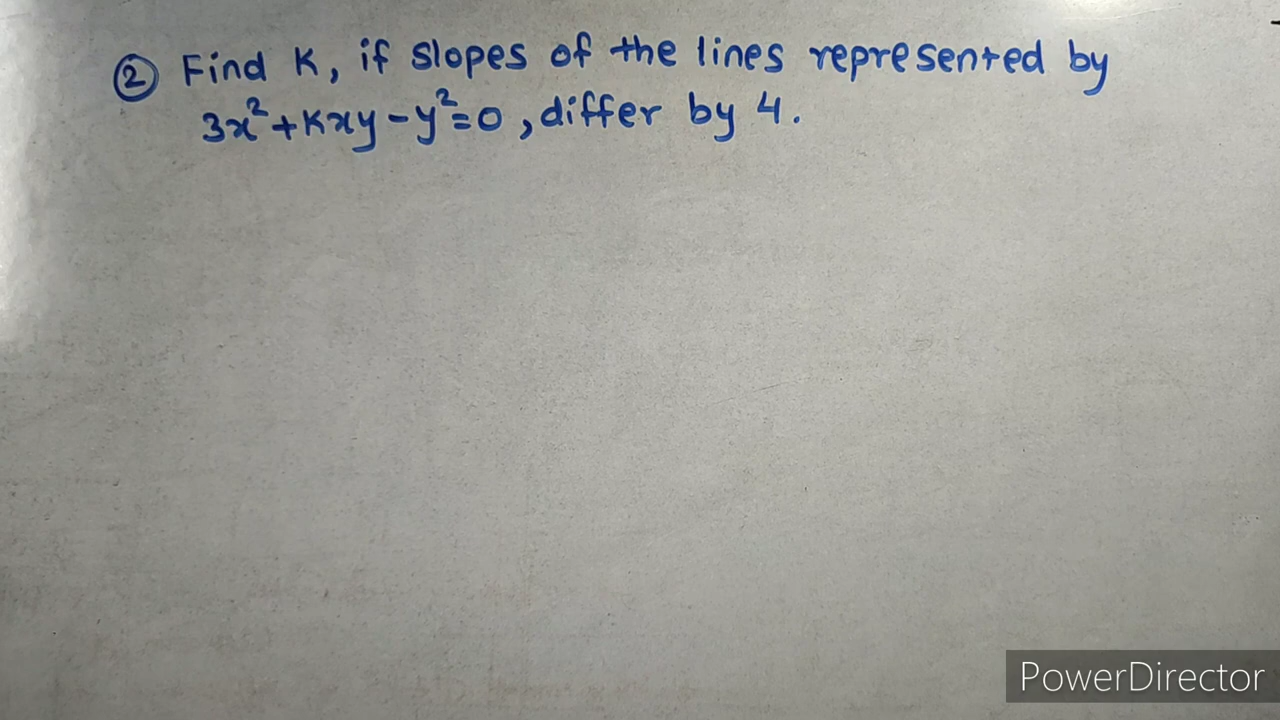 ② Find K, if slopes of the lines represented by
3x²+Kxy-y²=0, differ by 4.
PowerDirector